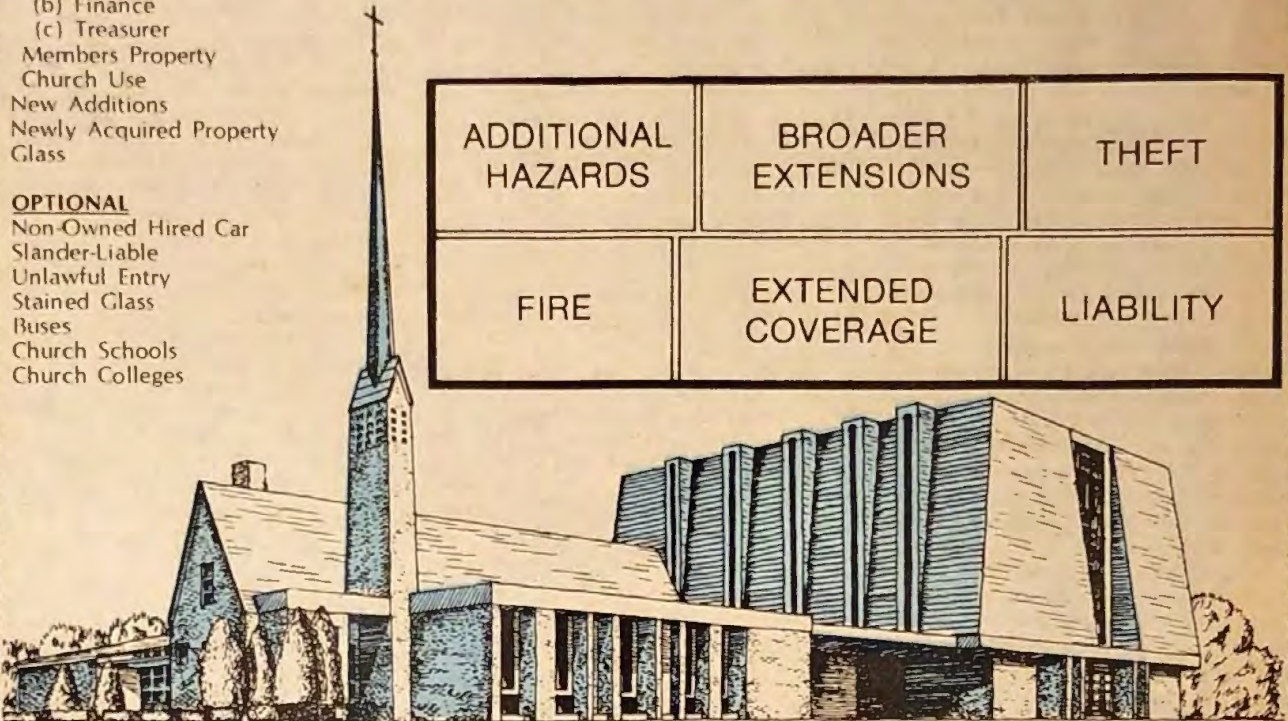 (b) Finance
(c) Treasurer
Members Property
Church Use
New Additions
Newly Acquired Property
Glass
OPTIONAL
Non-Owned Hired Car
Slander-Liable
Unlawful Entry
Stained Glass
Buses
Church Schools
Church Colleges
ADDITIONAL
HAZARDS
BROADER
EXTENSIONS
THEFT
FIRE
EXTENDED
COVERAGE
LIABILITY